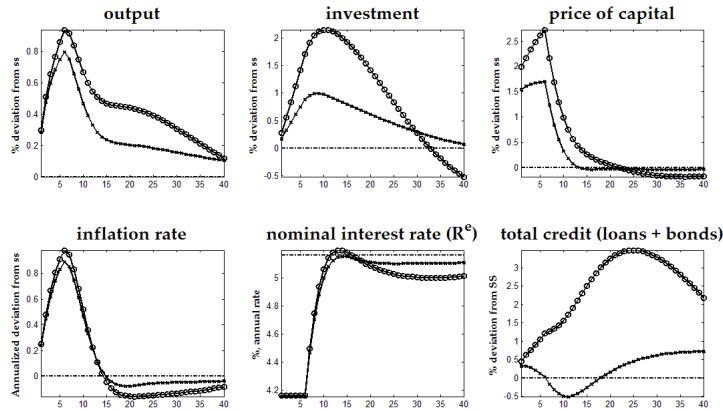 output
% deviation from ss
0.8
0.6
0.4
0.2
0
5 10 15 20 25 30 35 40
investment
% deviation from ss
2
1.5
1
0.5
0
-0.5
5 10 15 20 25 30 35 40
price of capital
% deviation from ss
2.5
2
1.5
1
0.5
0
5 10 15 20 25 30 35 40
inflation rate
Annualized deviation from ss
0.8
0.6
0.4
0.2
0
5 10 15 20 25 30 35 40
nominal interest rate (R^e)
%, annual rate
5
4.8
4.6
4.4
4.2
5 10 15 20 25 30 35 40
total credit (loans + bonds)
% deviation from SS
3
2.5
2
1.5
1
0.5
0
-0.5
5 10 15 20 25 30 35 40